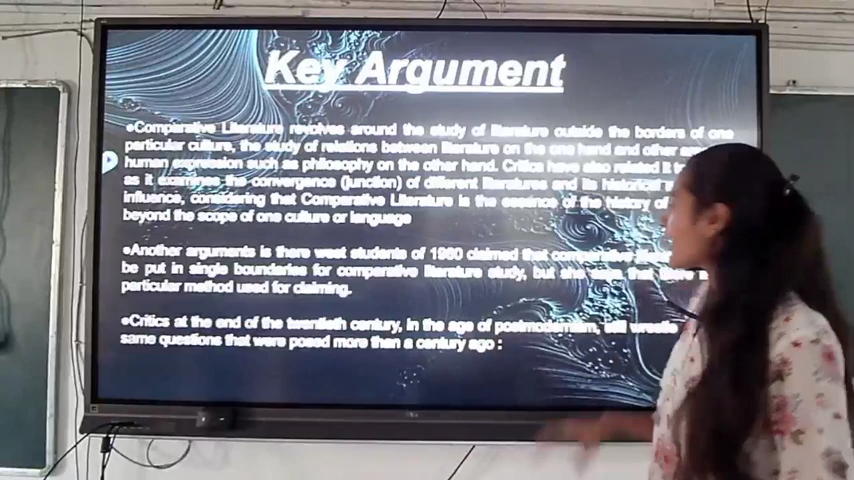 Key Argument
●Comparative Literature revolves around the study of literature outside the borders of one
particular culture, the study of relations between literature on the one hand and other
human expression such as philosophy on the other hand. Critics have also related it
as it examines the convergence (junction) of different literatures and its historical
influence, considering that Comparative Literature is the essence of the history of
beyond the scope of one culture or language
●Another arguments is there west students of 1960 claimed that comparative
be put in single boundaries for comparative literature study, but she says that there
particular method used for claiming.
●Critics at the end of the twentieth century, in the age of postmodernism, still wrestle
same questions that were posed more than a century ago :